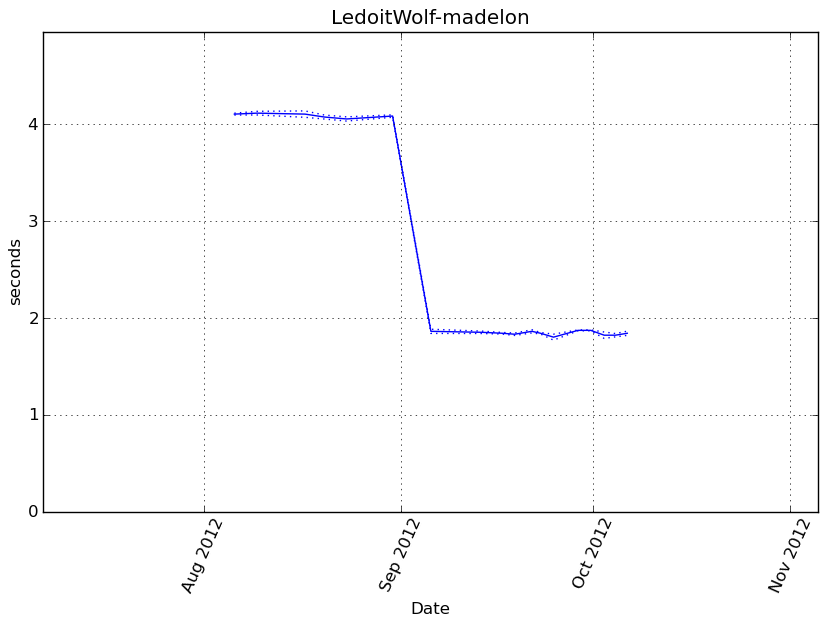 LedoitWolf-madelon
4
3
2
1
0
seconds
Aug 2012
Sep 2012
Oct 2012
Nov 2012
Date